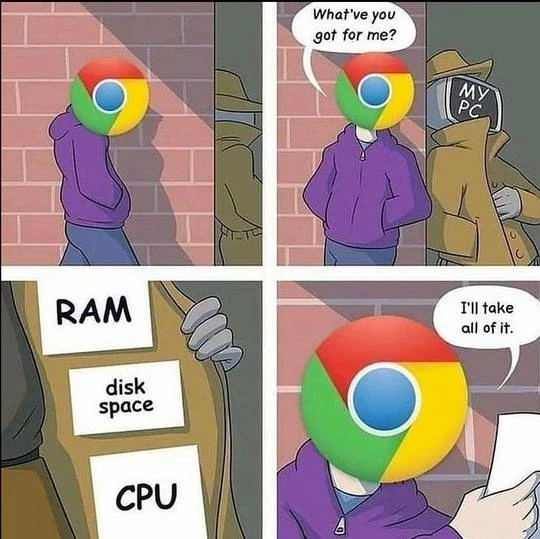 What've you
got for me?
MY
PC
RAM
disk
space
CPU
I'll take
all of it.